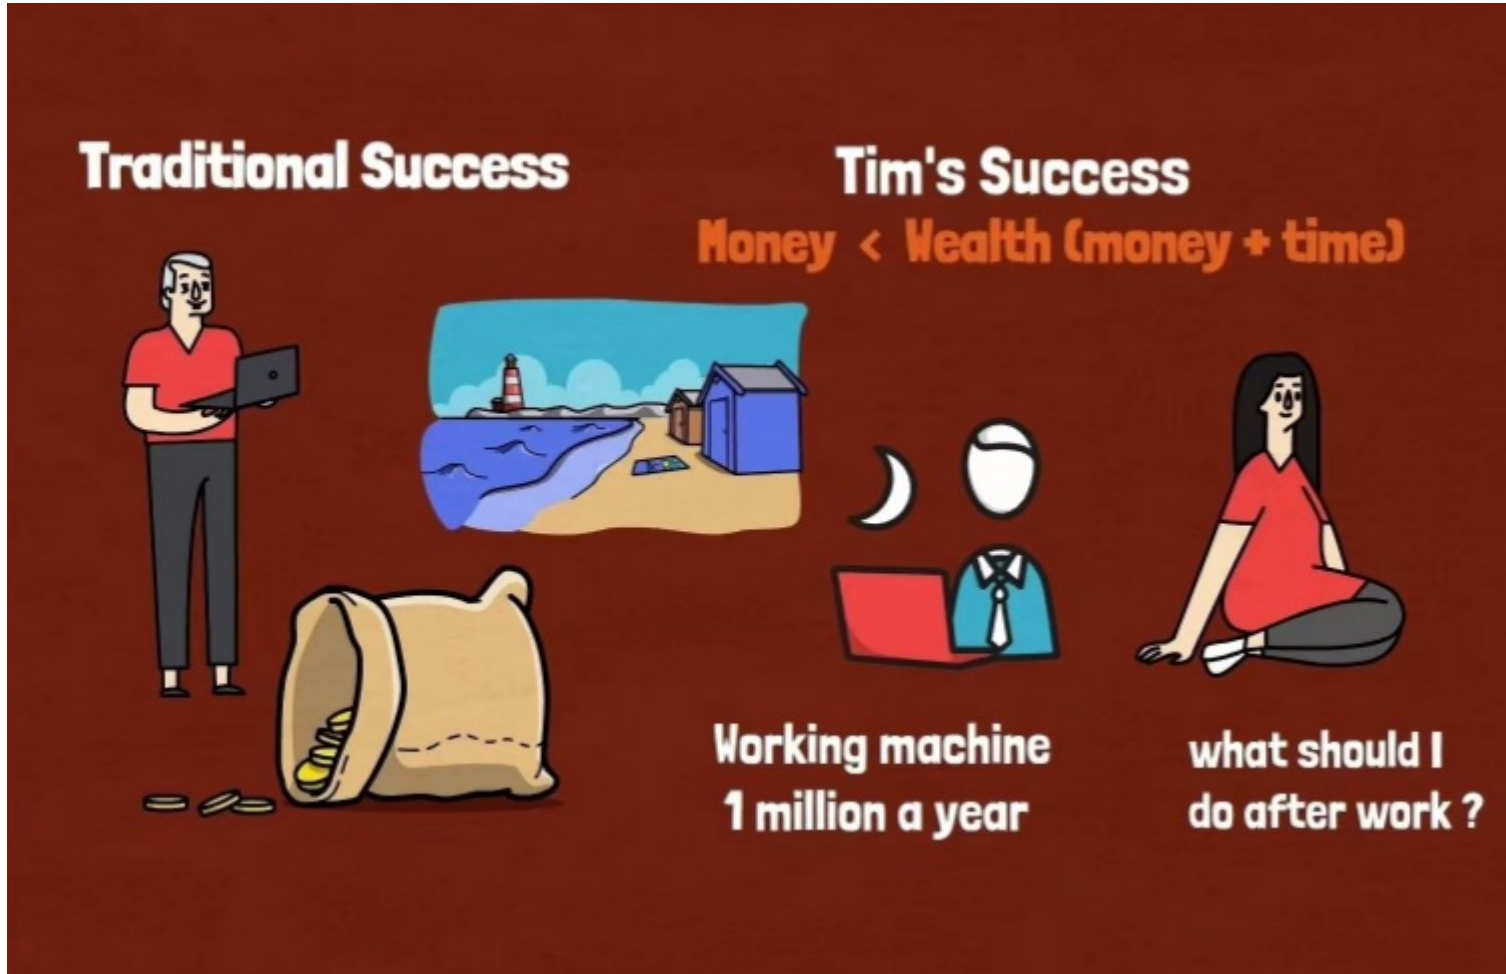 Traditional Success
Tim's Success
Money < Wealth (money + time)
Working machine
1 million a year
what should I
do after work ?